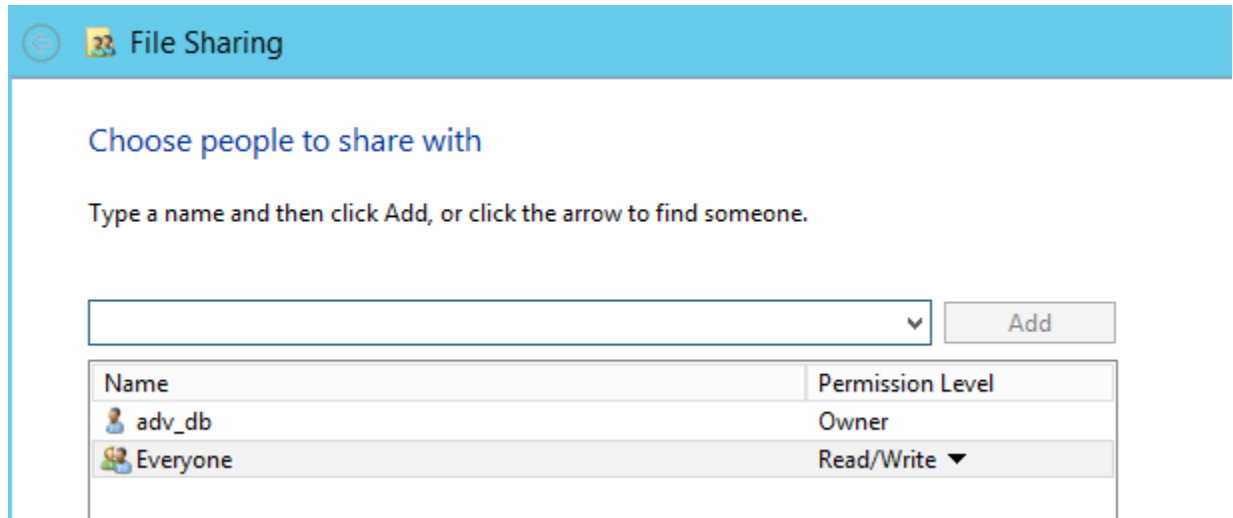 File Sharing
Choose people to share with
Type a name and then click Add, or click the arrow to find someone.
Add
Name Permission Level
adv_db Owner
Everyone Read/Write